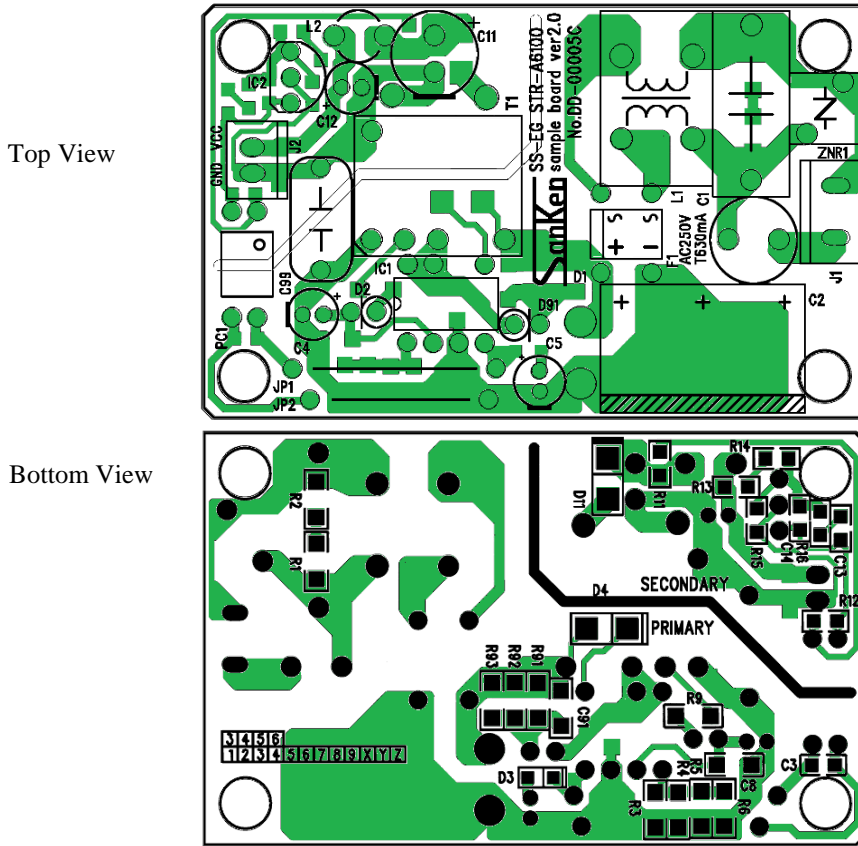 Top View
L2
C11
IC2
C12
T1
SS-EG STR-A6100
sample board ver2.0
No.DD-00005C
SanKen
GND VCC
J2
ZNR1
L1
C1
F1
AC250V
T630mA
S S
+ −
J1
C99
IC1
D2
D1
D91
C2
PC1
C4
C5
JP1
JP2
Bottom View
R14
R13
R2
D11
R11
R15
C14
R16
C13
R1
SECONDARY
D4
R12
PRIMARY
R93
R92
R91
C91
R9
3 4 5 6
1 2 3 4 5 6 7 8 9 X Y Z
D3
R4
R5
C8
C3
R3
R6